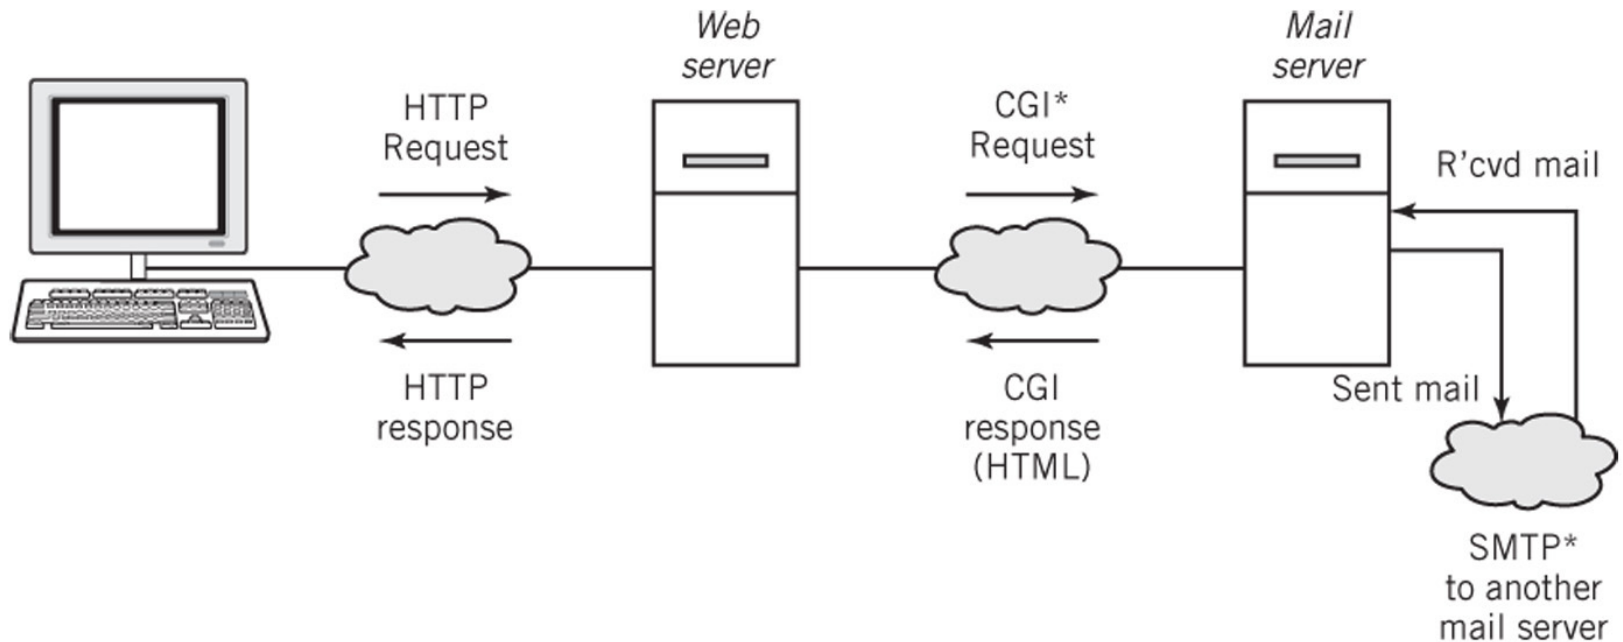 Web
server
Mail
server
HTTP
Request
CGI*
Request
R'cvd mail
HTTP
response
CGI
response
(HTML)
Sent mail
SMTP*
to another
mail server